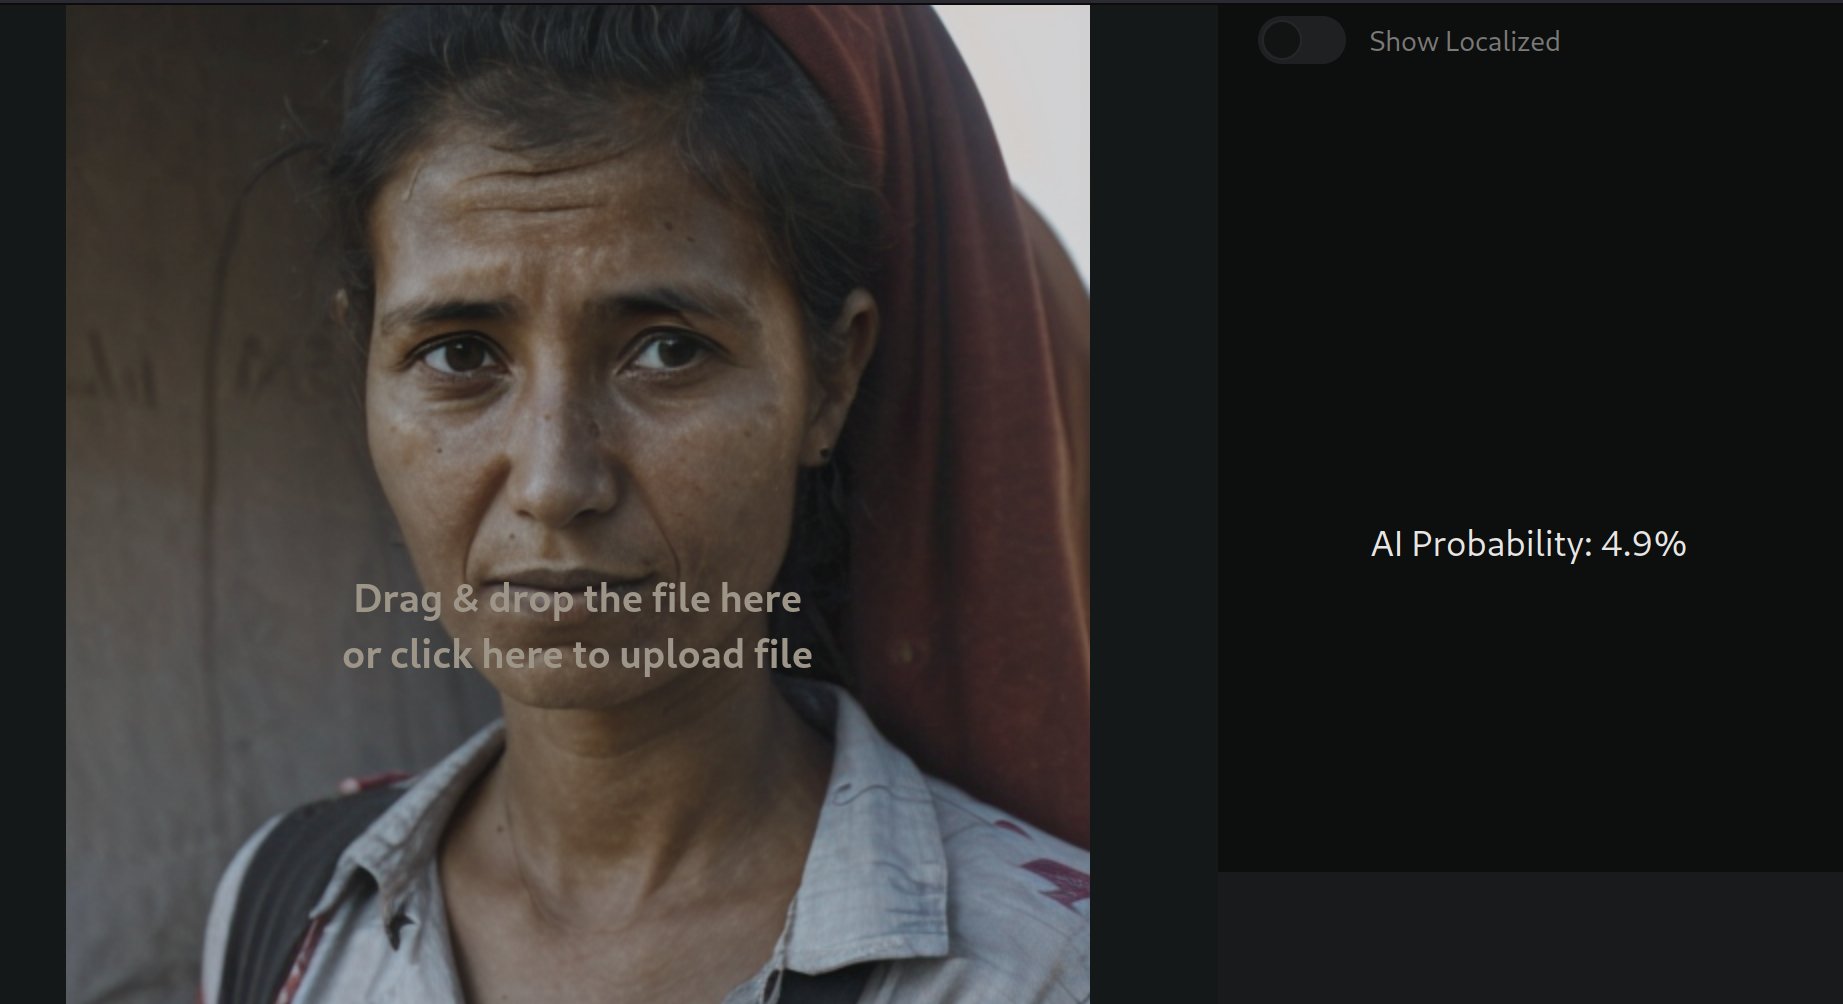 Show Localized
AI Probability: 4.9%
Drag & drop the file here
or click here to upload file